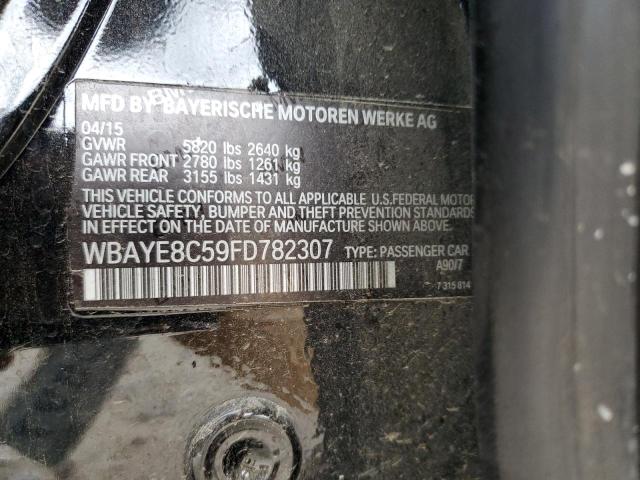 MFD BY BAYERISCHE MOTOREN WERKE AG
04/15
GVWR 5820 lbs 2640 kg
GAWR FRONT 2780 lbs 1261 kg
GAWR REAR 3155 lbs 1431 kg
THIS VEHICLE CONFORMS TO ALL APPLICABLE U.S.FEDERAL MOTOR
VEHICLE SAFETY, BUMPER AND THEFT PREVENTION STANDARDS
IN EFFECT ON THE DATE OF MANUFACTURE SHOWN ABOVE.
WBAYE8C59FD782307 TYPE: PASSENGER CAR
A90/7
7 315 814